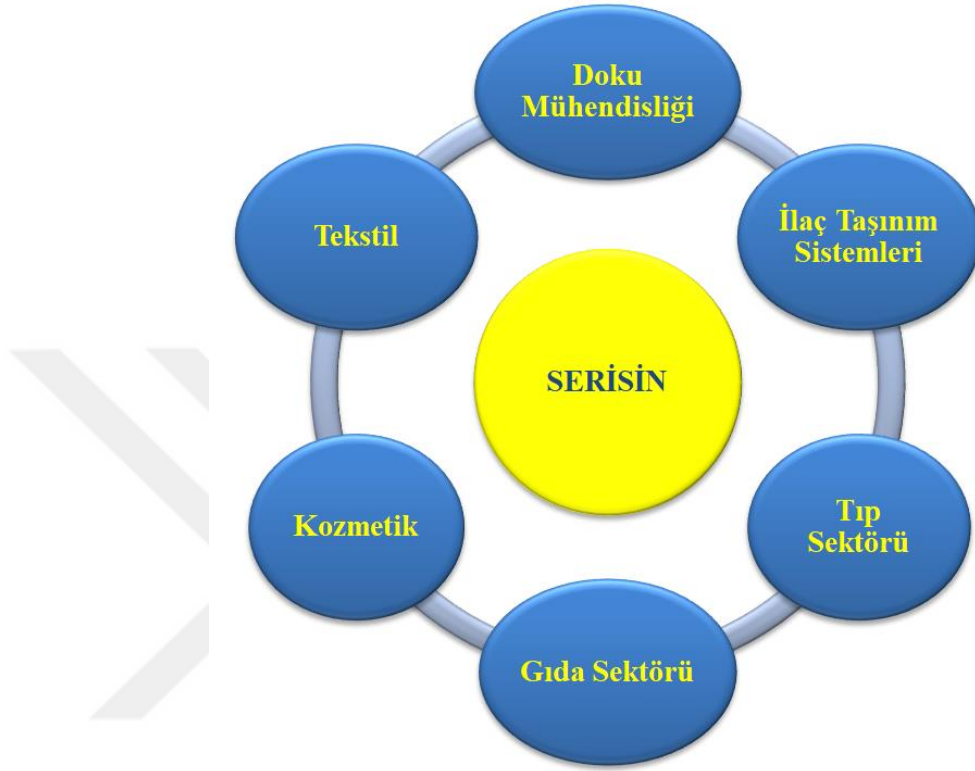 Doku
Mühendisliği
İlaç Taşınım
Sistemleri
Tıp
Sektörü
Gıda Sektörü
Kozmetik
Tekstil
SERİSİN